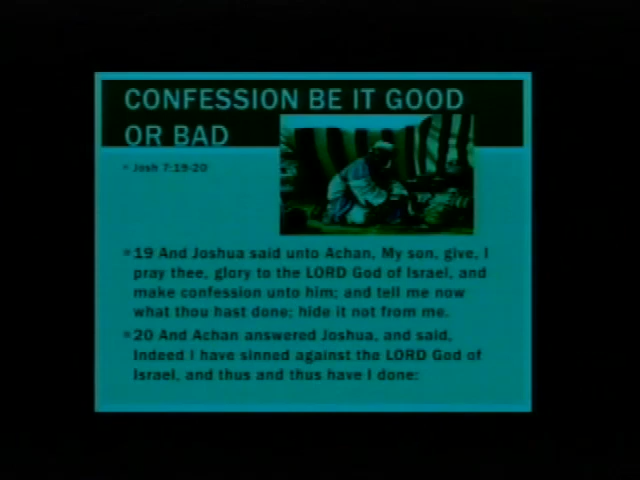 CONFESSION BE IT GOOD
OR BAD
Josh 7:19-20
19 And Joshua said unto Achan, My son, give, I
pray thee, glory to the LORD God of Israel, and
make confession unto him; and tell me now
what thou hast done; hide it not from me.
20 And Achan answered Joshua, and said,
Indeed I have sinned against the LORD God of
Israel, and thus and thus have I done: